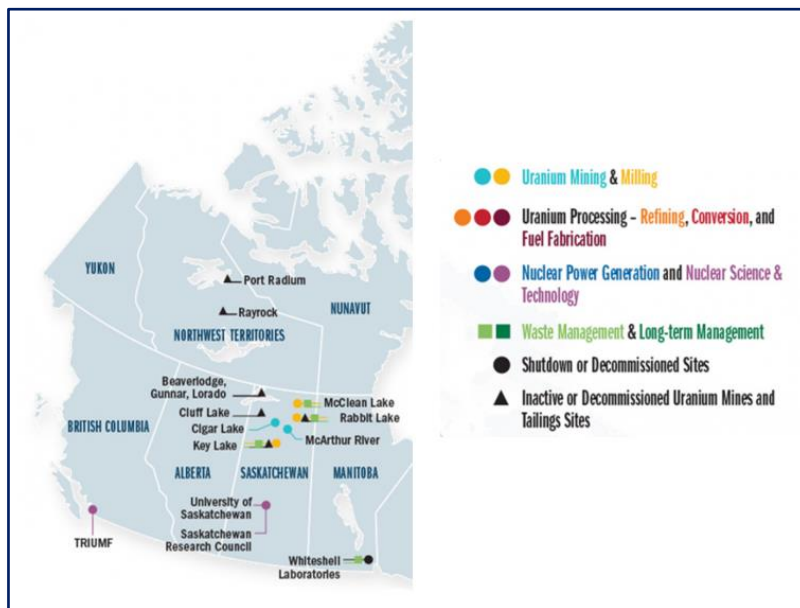 YUKON
Port Radium
Rayrock
NUNAVUT
NORTHWEST TERRITORIES
Beaverlodge,
Gunnar, Lorado
McClean Lake
Cluff Lake
Rabbit Lake
BRITISH COLUMBIA
Cigar Lake
McArthur River
Key Lake
ALBERTA
SASKATCHEWAN
MANITOBA
University of
Saskatchewan
Saskatchewan
Research Council
TRIUMF
Whiteshell
Laboratories
Uranium Mining & Milling
Uranium Processing – Refining, Conversion, and
Fuel Fabrication
Nuclear Power Generation and Nuclear Science &
Technology
Waste Management & Long-term Management
Shutdown or Decommissioned Sites
Inactive or Decommissioned Uranium Mines and
Tailings Sites